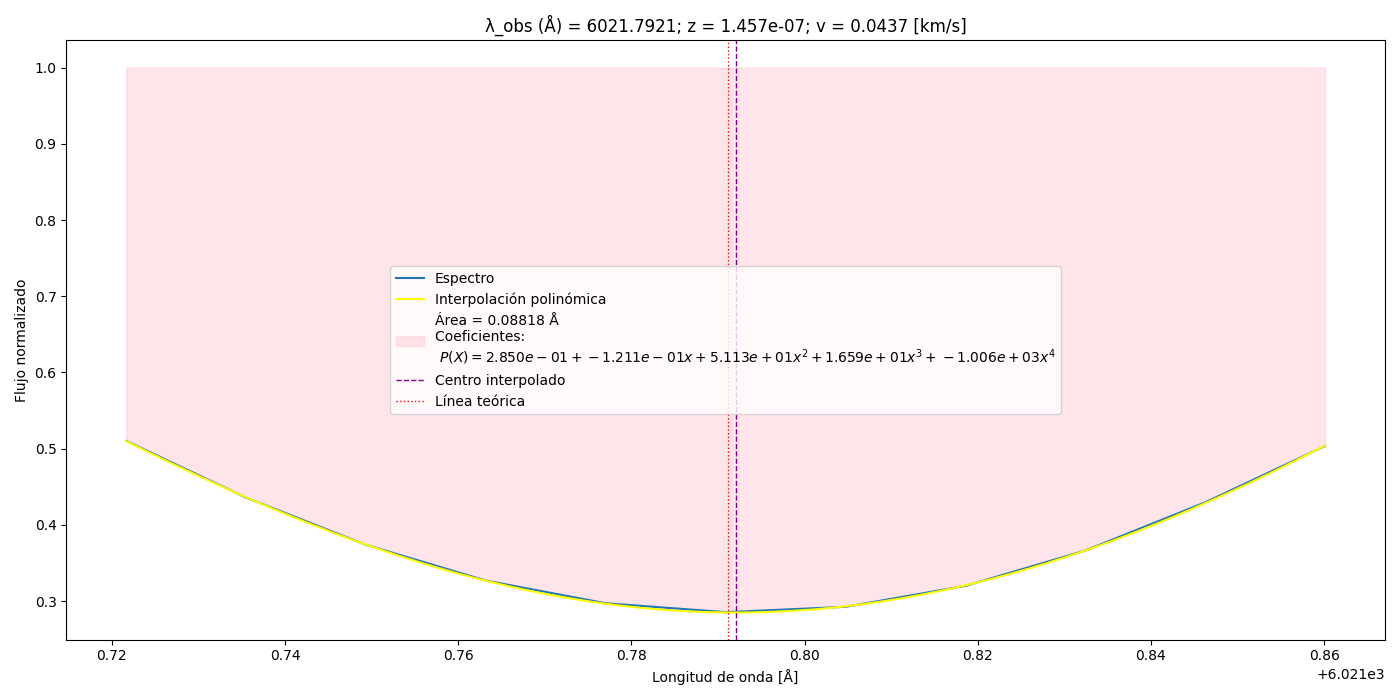 λ_obs (Å) = 6021.7921; z = 1.457e-07; v = 0.0437 [km/s]
Flujo normalizado
1.0
0.9
0.8
0.7
0.6
0.5
0.4
0.3
Espectro
Interpolación polinómica
Área = 0.08818 Å
Coeficientes:
P(X) = 2.850e − 01 + −1.211e − 01x + 5.113e + 01x² + 1.659e + 01x³ + −1.006e + 03x⁴
Centro interpolado
Línea teórica
0.72 0.74 0.76 0.78 0.80 0.82 0.84 0.86
+6.021e3
Longitud de onda [Å]